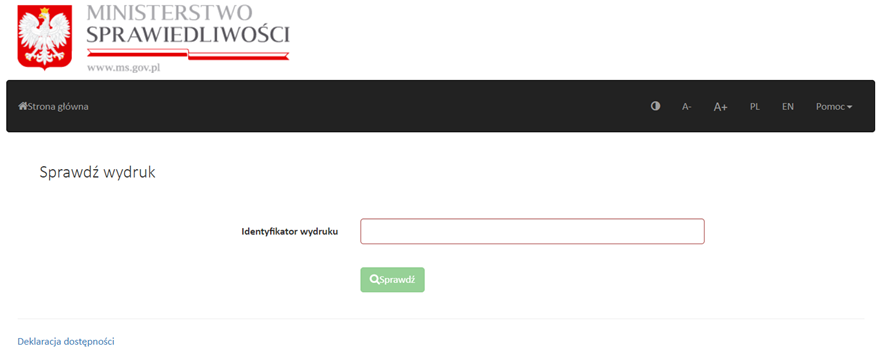 MINISTERSTWO
SPRAWIEDLIWOŚCI
www.ms.gov.pl
Strona główna A- A+ PL EN Pomoc
Sprawdź wydruk
Identyfikator wydruku
Sprawdź
Deklaracja dostępności